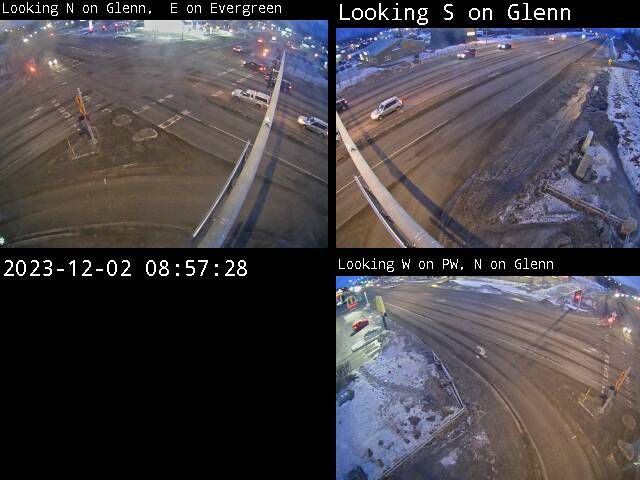 Looking N on Glenn,  E on Evergreen
Looking S on Glenn
2023-12-02 08:57:28
Looking W on PW, N on Glenn